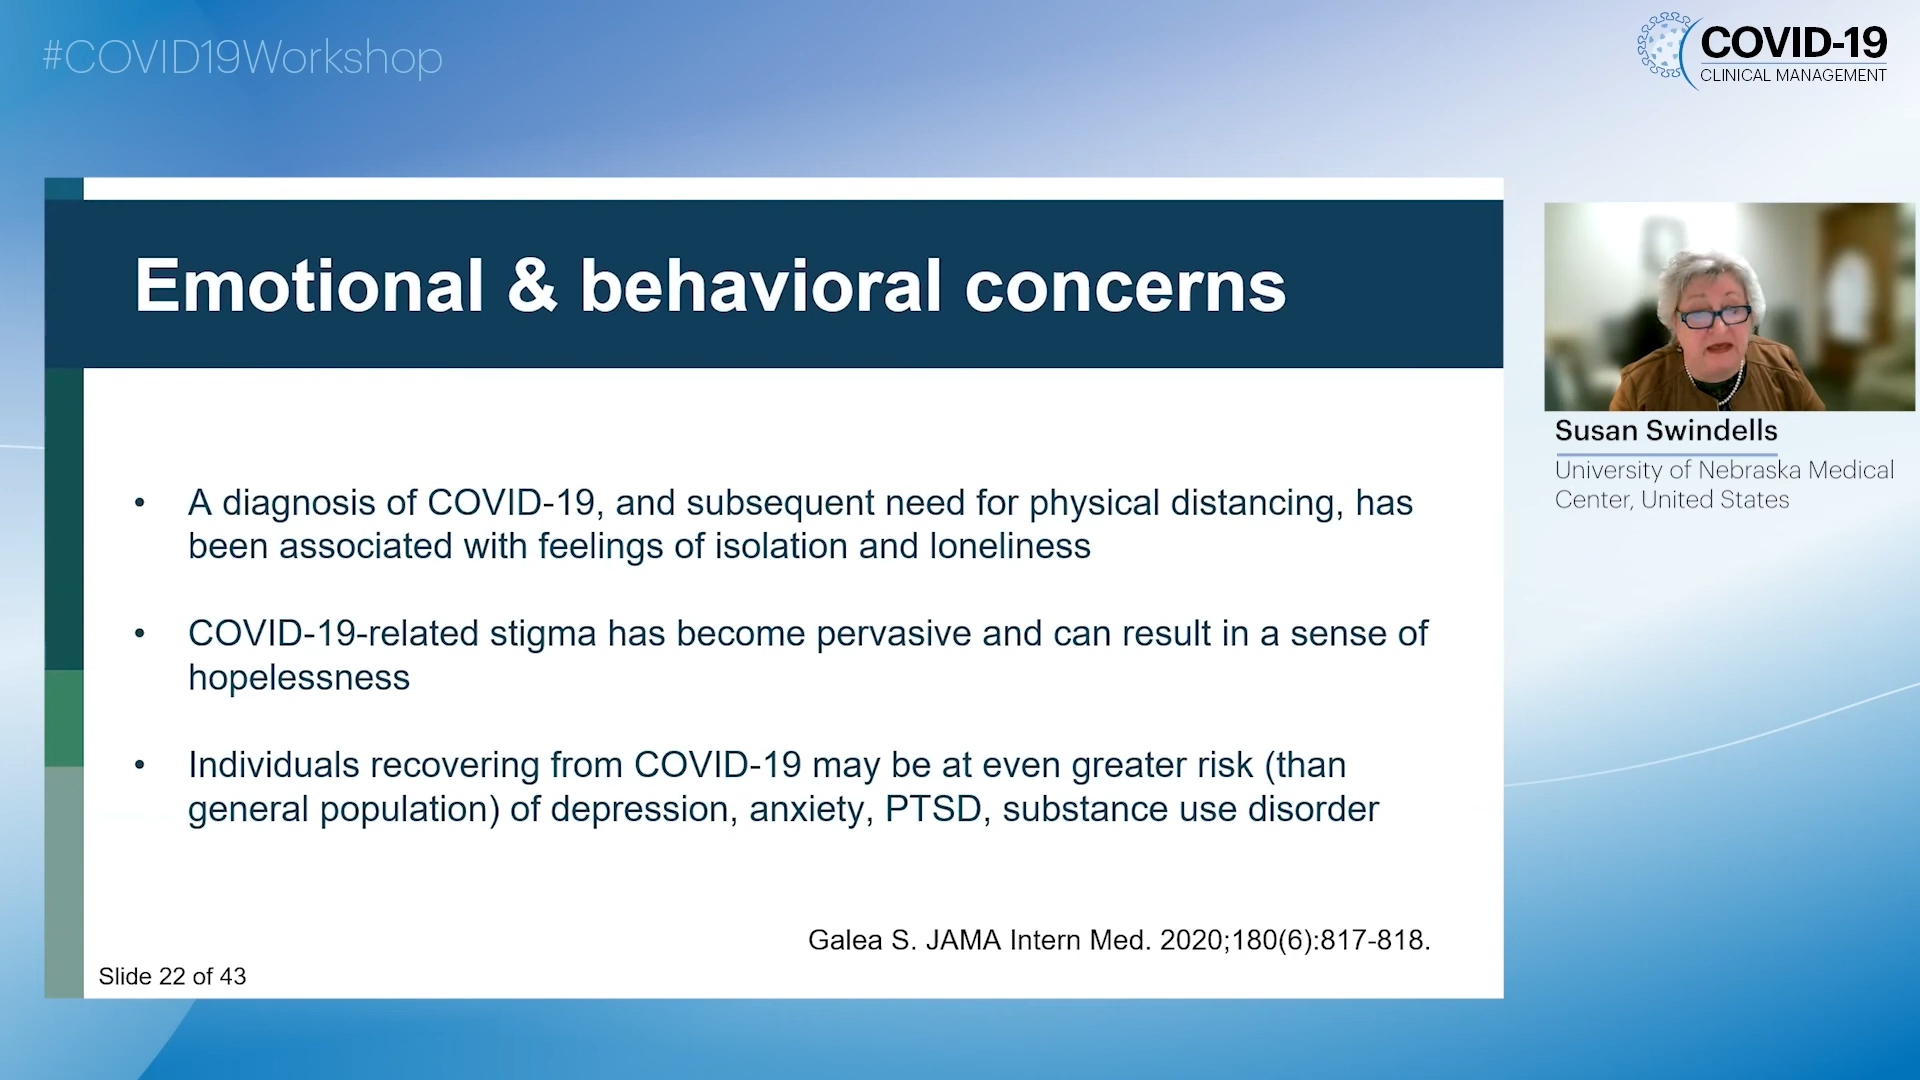 #COVID19Workshop
COVID-19
CLINICAL MANAGEMENT
Emotional & behavioral concerns
• A diagnosis of COVID-19, and subsequent need for physical distancing, has
been associated with feelings of isolation and loneliness
• COVID-19-related stigma has become pervasive and can result in a sense of
hopelessness
• Individuals recovering from COVID-19 may be at even greater risk (than
general population) of depression, anxiety, PTSD, substance use disorder
Galea S. JAMA Intern Med. 2020;180(6):817-818.
Slide 22 of 43
Susan Swindells
University of Nebraska Medical
Center, United States